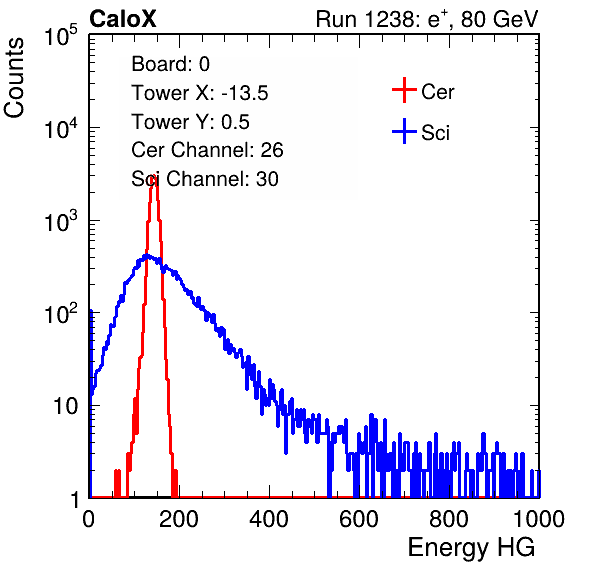 CaloX
Run 1238: e⁺, 80 GeV
Counts
Board: 0
Tower X: -13.5
Tower Y: 0.5
Cer Channel: 26
Sci Channel: 30
Cer
Sci
10⁵
10⁴
10³
10²
10
1
0 200 400 600 800 1000
Energy HG